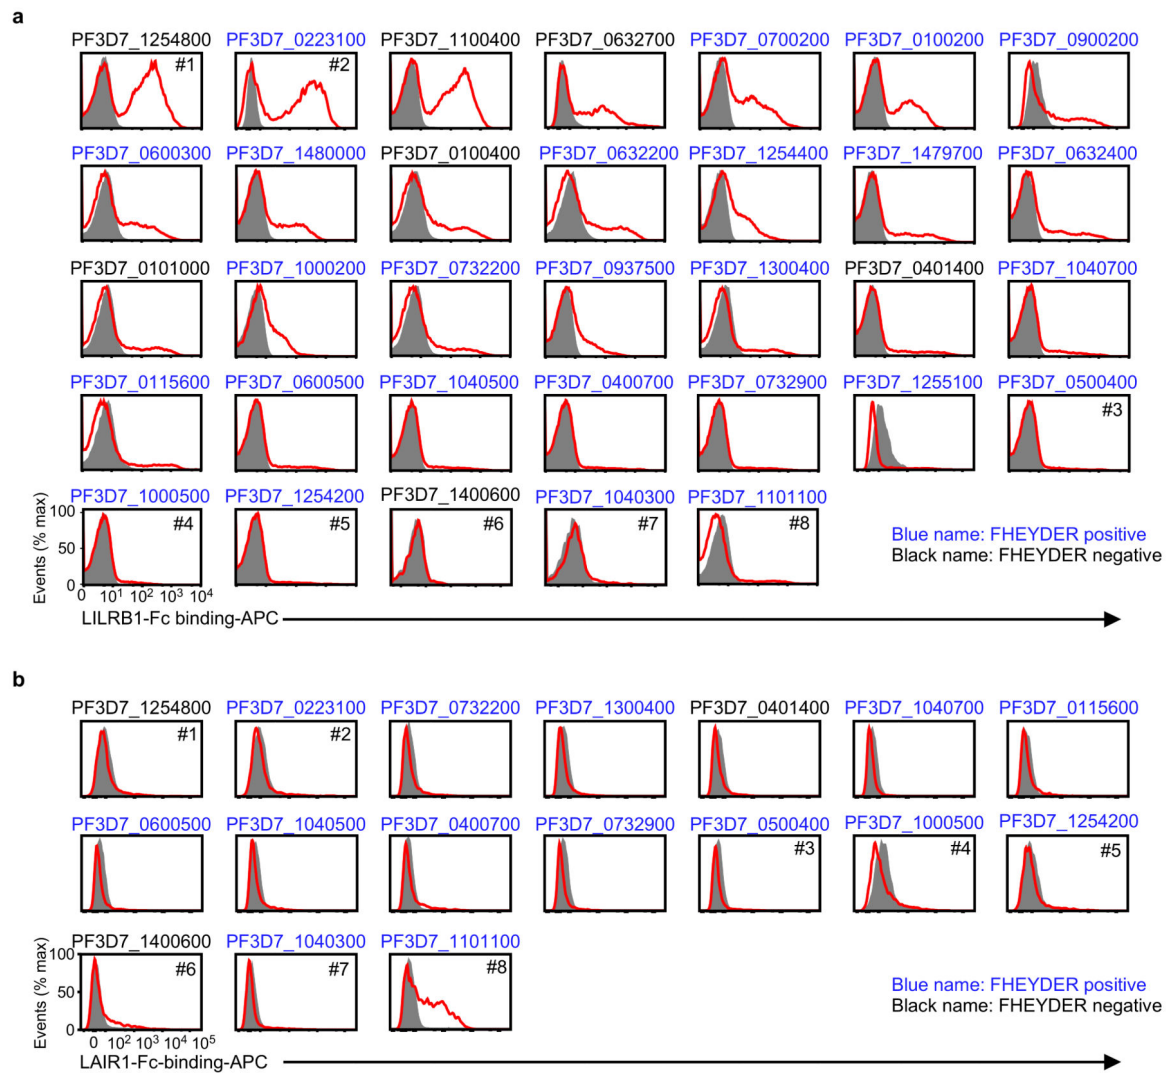 a
PF3D7_1254800 PF3D7_0223100 PF3D7_1100400 PF3D7_0632700 PF3D7_0700200 PF3D7_0100200 PF3D7_0900200
#1 #2
PF3D7_0600300 PF3D7_1480000 PF3D7_0100400 PF3D7_0632200 PF3D7_1254400 PF3D7_1479700 PF3D7_0632400
PF3D7_0101000 PF3D7_1000200 PF3D7_0732200 PF3D7_0937500 PF3D7_1300400 PF3D7_0401400 PF3D7_1040700
PF3D7_0115600 PF3D7_0600500 PF3D7_1040500 PF3D7_0400700 PF3D7_0732900 PF3D7_1255100 PF3D7_0500400
#3
PF3D7_1000500 PF3D7_1254200 PF3D7_1400600 PF3D7_1040300 PF3D7_1101100
#4 #5 #6 #7 #8
Events (% max)
100
50
0
0 10¹ 10² 10³ 10⁴
Blue name: FHEYDER positive
Black name: FHEYDER negative
LILRB1-Fc binding-APC
b
PF3D7_1254800 PF3D7_0223100 PF3D7_0732200 PF3D7_1300400 PF3D7_0401400 PF3D7_1040700 PF3D7_0115600
#1 #2
PF3D7_0600500 PF3D7_1040500 PF3D7_0400700 PF3D7_0732900 PF3D7_0500400 PF3D7_1000500 PF3D7_1254200
#3 #4 #5
PF3D7_1400600 PF3D7_1040300 PF3D7_1101100
#6 #7 #8
Events (% max)
100
50
0
0 10² 10³ 10⁴ 10⁵
Blue name: FHEYDER positive
Black name: FHEYDER negative
LAIR1-Fc-binding-APC